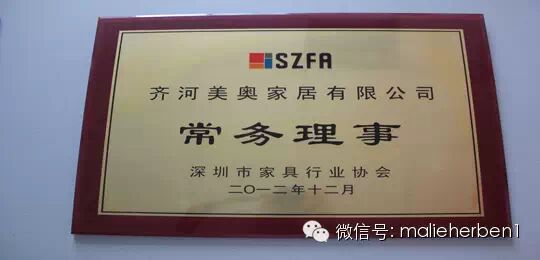 SZFA
齐河美奥家居有限公司
常务理事
深圳市家具行业协会
二〇一二年十二月
微信号: malieherben1